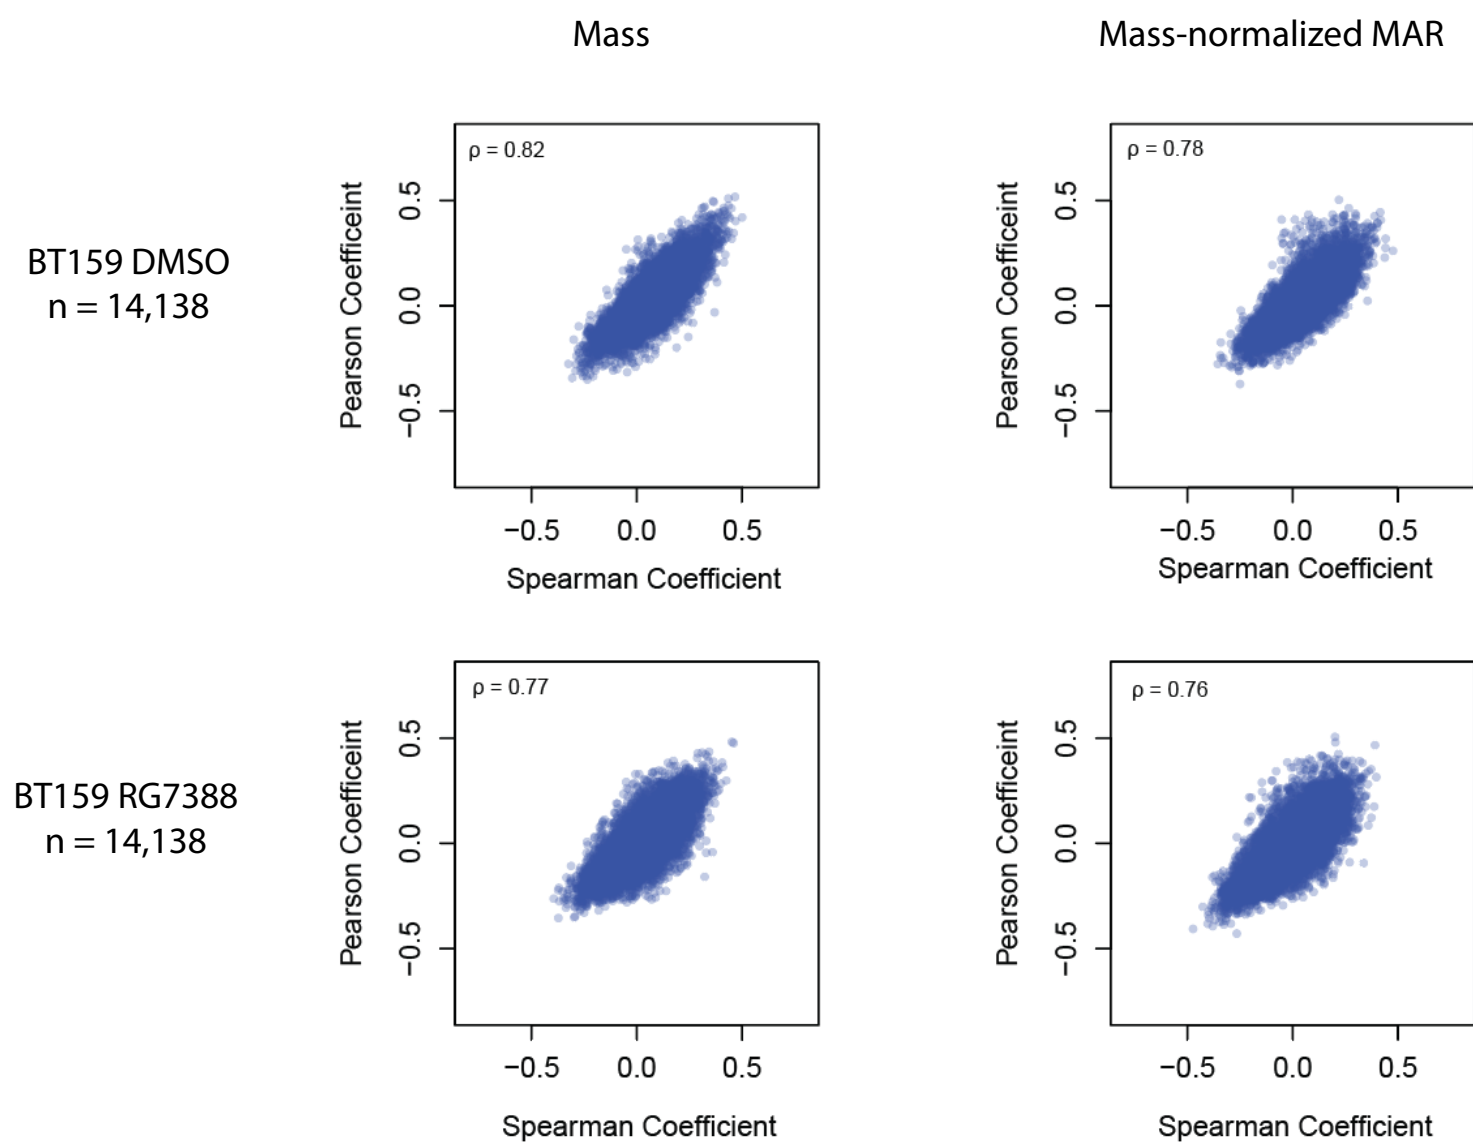 Mass
Mass-normalized MAR
BT159 DMSO
n = 14,138
ρ = 0.82
Pearson Coefficeint
0.5
0.0
−0.5
−0.5 0.0 0.5
Spearman Coefficient
ρ = 0.78
Pearson Coefficeint
0.5
0.0
−0.5
−0.5 0.0 0.5
Spearman Coefficient
BT159 RG7388
n = 14,138
ρ = 0.77
Pearson Coefficeint
0.5
0.0
−0.5
−0.5 0.0 0.5
Spearman Coefficient
ρ = 0.76
Pearson Coefficeint
0.5
0.0
−0.5
−0.5 0.0 0.5
Spearman Coefficient